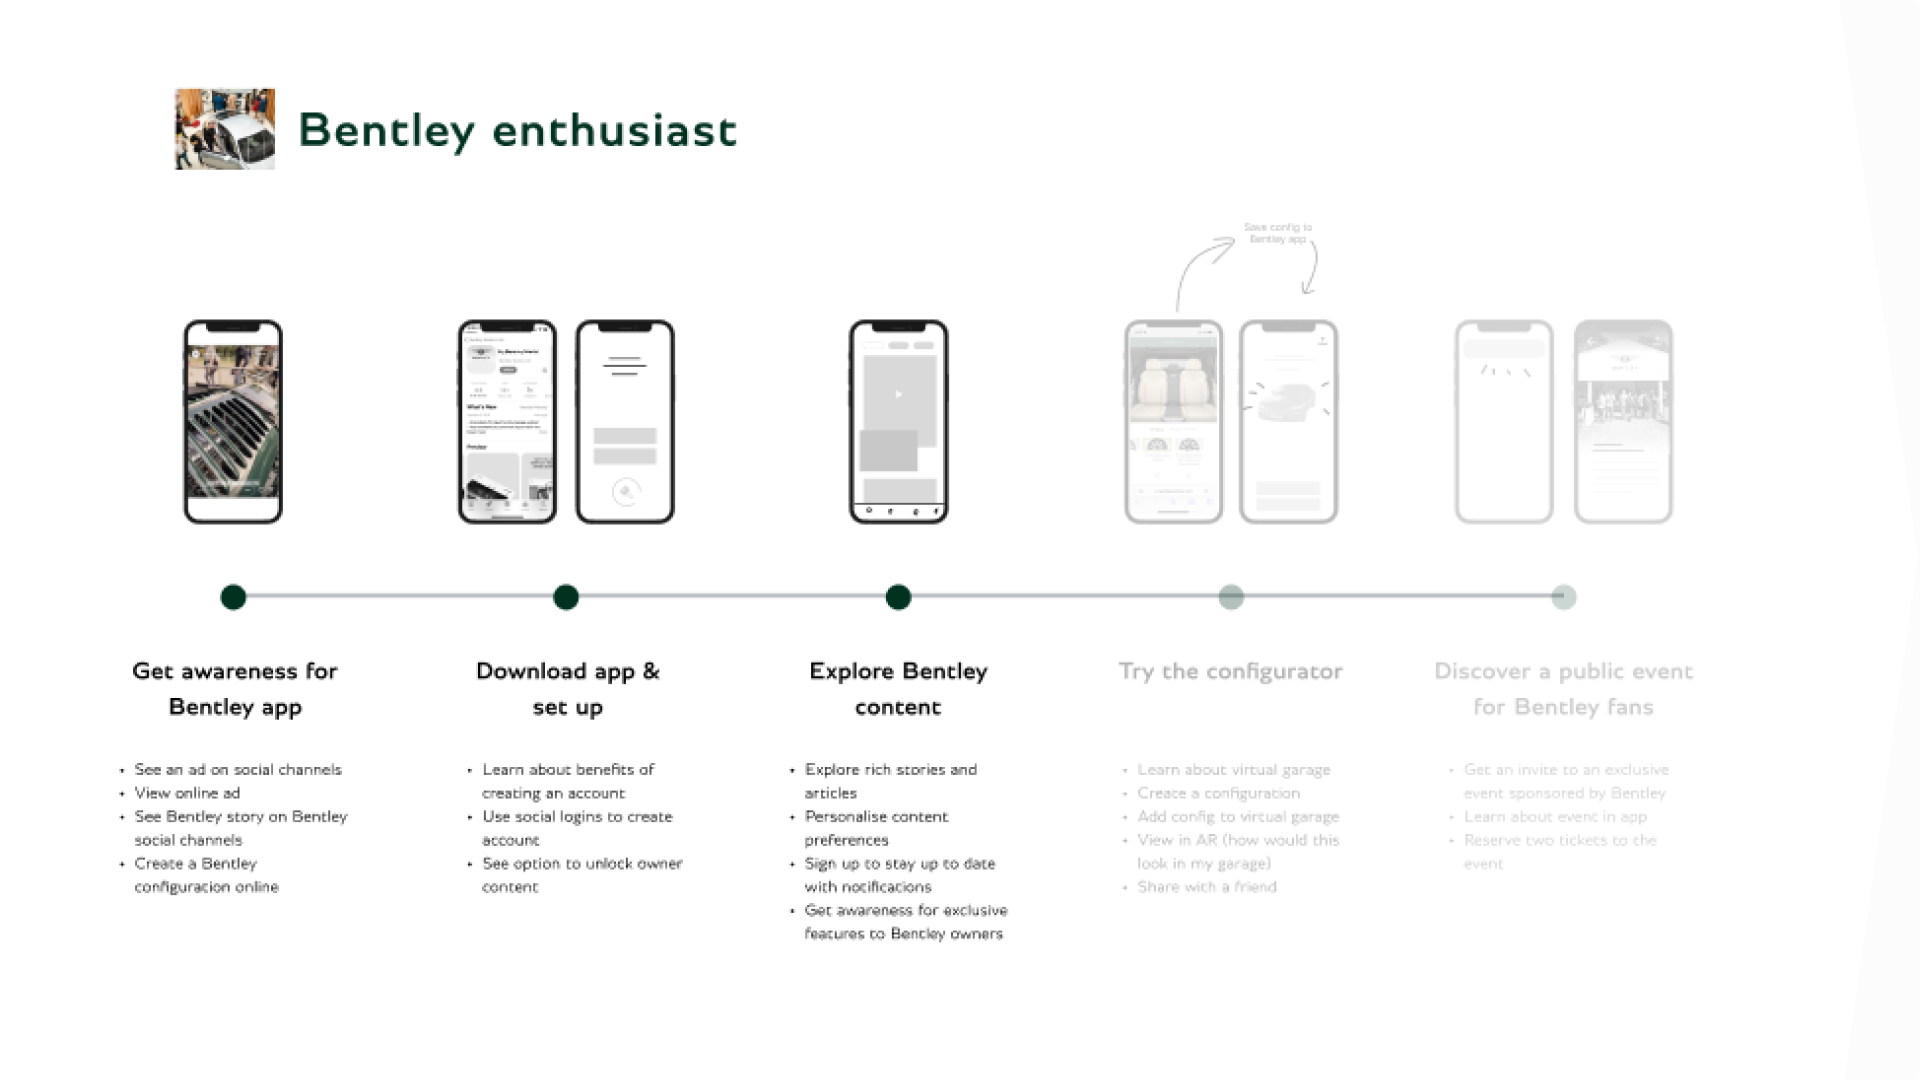 Bentley enthusiast
Save config to
Bentley app
What's New
Preview
Get awareness for
Bentley app
• See an ad on social channels
• View online ad
• See Bentley story on Bentley
social channels
• Create a Bentley
configuration online
Download app &
set up
• Learn about benefits of
creating an account
• Use social logins to create
account
• See option to unlock owner
content
Explore Bentley
content
• Explore rich stories and
articles
• Personalise content
preferences
• Sign up to stay up to date
with notifications
• Get awareness for exclusive
features to Bentley owners
Try the configurator
• Learn about virtual garage
• Create a configuration
• Add config to virtual garage
• View in AR (how would this
look in my garage)
• Share with a friend
Discover a public event
for Bentley fans
• Get an invite to an exclusive
event sponsored by Bentley
• Learn about event in app
• Reserve two tickets to the
event